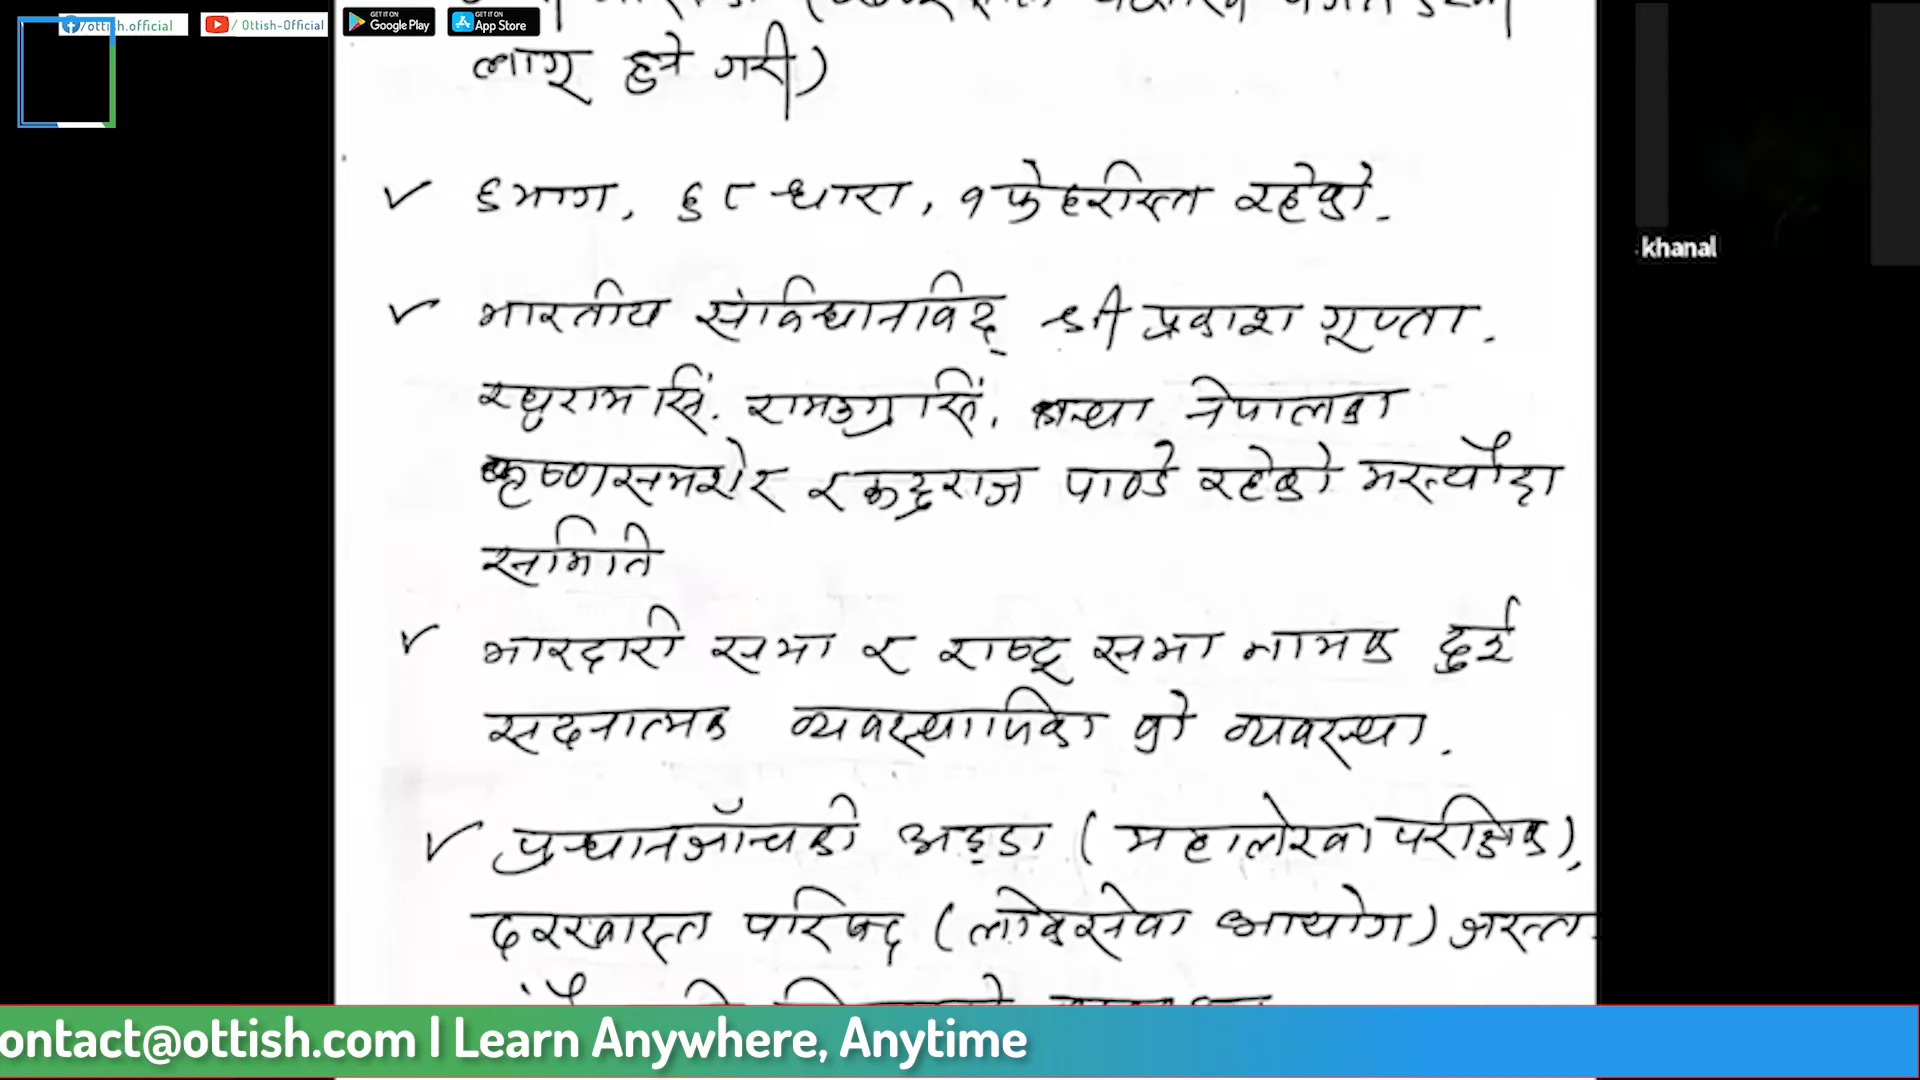 /ottish.official
/ Ottish-Official
GET IT ON
Google Play
GET IT ON
App Store
लागू हुने गरी)
khanal
✓ ६ भाग, ६८ धारा, १ फेहरीस्त रहेको.
✓ भारतीय संविधानविद् श्री प्रकाश गुप्ता.
रघुराम सिं. रामउग्र सिं, तथा नेपालका
कृष्णसमशेर र रुद्रराज पाण्डे रहेको मस्यौदा
समिति
✓ भारदारी सभा र राष्ट्र सभा नामक दुई
सदनात्मक व्यवस्थापिका को व्यवस्था.
✓ प्रधानजाँचकी अड्डा (महालेखा परीक्षक),
दरखास्त परिषद (लोकसेवा आयोग) जस्ता
ontact@ottish.com | Learn Anywhere, Anytime